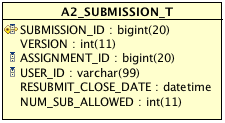 A2_SUBMISSION_T
SUBMISSION_ID : bigint(20)
VERSION : int(11)
ASSIGNMENT_ID : bigint(20)
USER_ID : varchar(99)
RESUBMIT_CLOSE_DATE : datetime
NUM_SUB_ALLOWED : int(11)